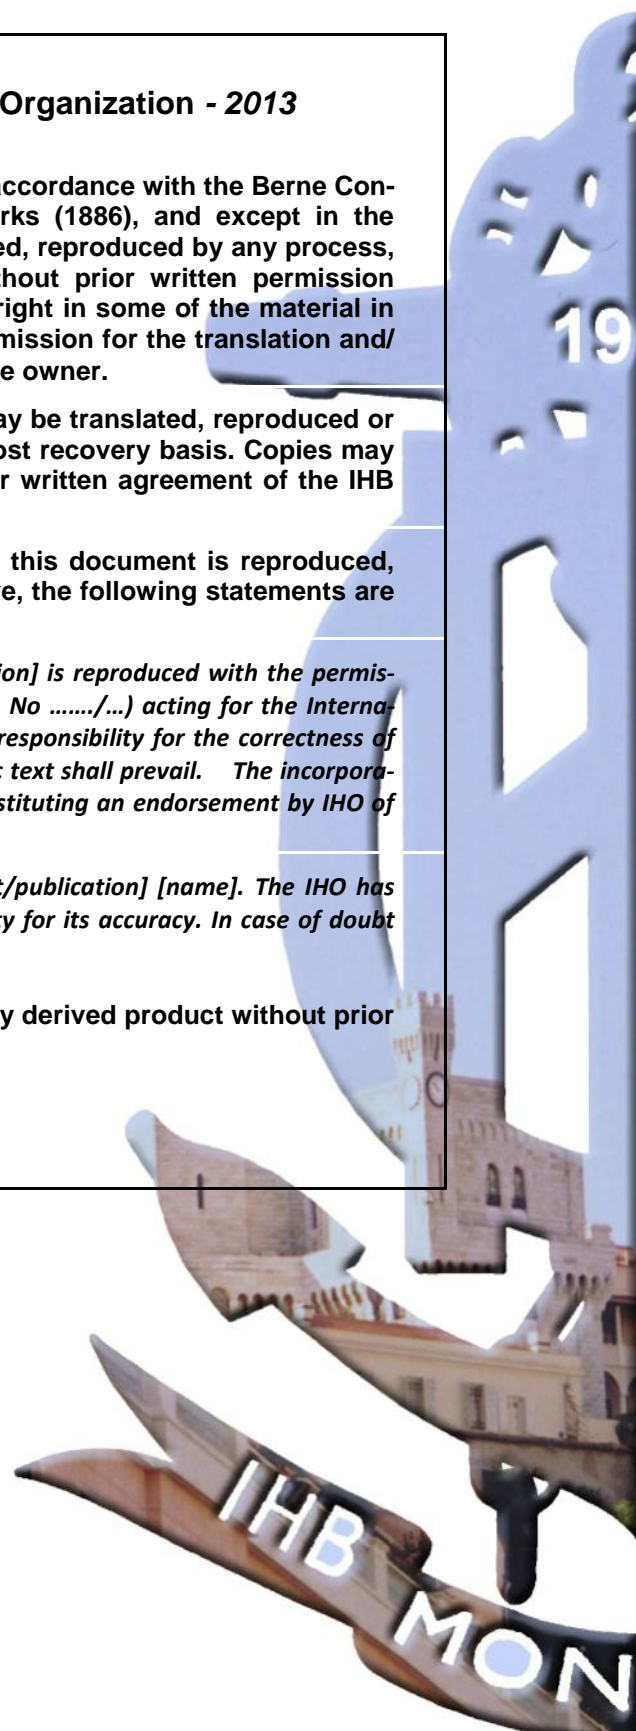 Organization - 2013
accordance with the Berne Con-
rks (1886), and except in the
ed, reproduced by any process,
thout prior written permission
right in some of the material in
mission for the translation and/
e owner.
ay be translated, reproduced or
ost recovery basis. Copies may
r written agreement of the IHB
this document is reproduced,
ve, the following statements are
ion] is reproduced with the permis-
No ……./…) acting for the Interna-
responsibility for the correctness of
c text shall prevail. The incorpora-
stituting an endorsement by IHO of
t/publication] [name]. The IHO has
ty for its accuracy. In case of doubt
y derived product without prior
19
IHB MON